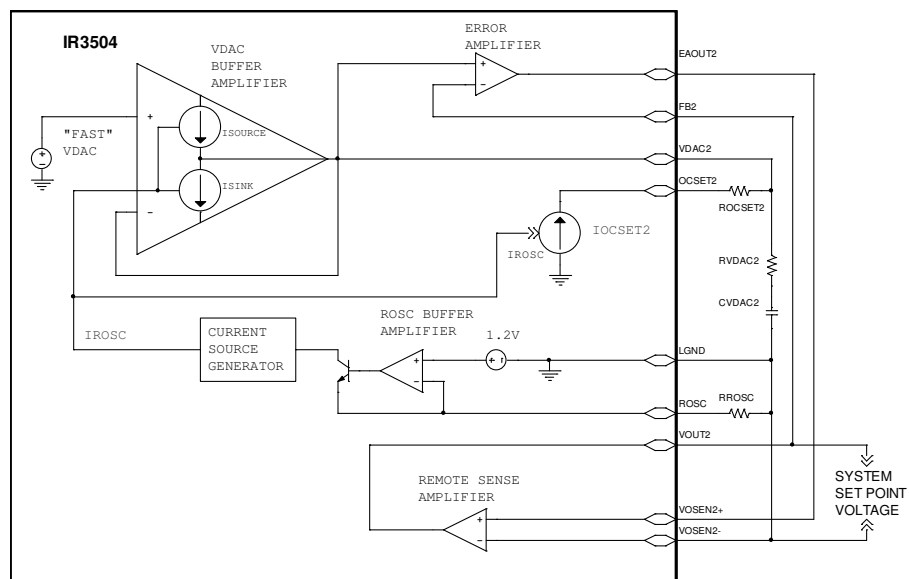 IR3504
VDAC
BUFFER
AMPLIFIER
ERROR
AMPLIFIER
EAOUT2
"FAST"
VDAC
+
-
+
-
+
-
ISOURCE
ISINK
FB2
VDAC2
OCSET2
ROCSET2
IROSC
IOCSET2
RVDAC2
CVDAC2
IROSC
CURRENT
SOURCE
GENERATOR
ROSC BUFFER
AMPLIFIER
+
-
1.2V
+ -
LGND
ROSC
RROSC
VOUT2
REMOTE SENSE
AMPLIFIER
+
-
VOSEN2+
VOSEN2-
SYSTEM
SET POINT
VOLTAGE